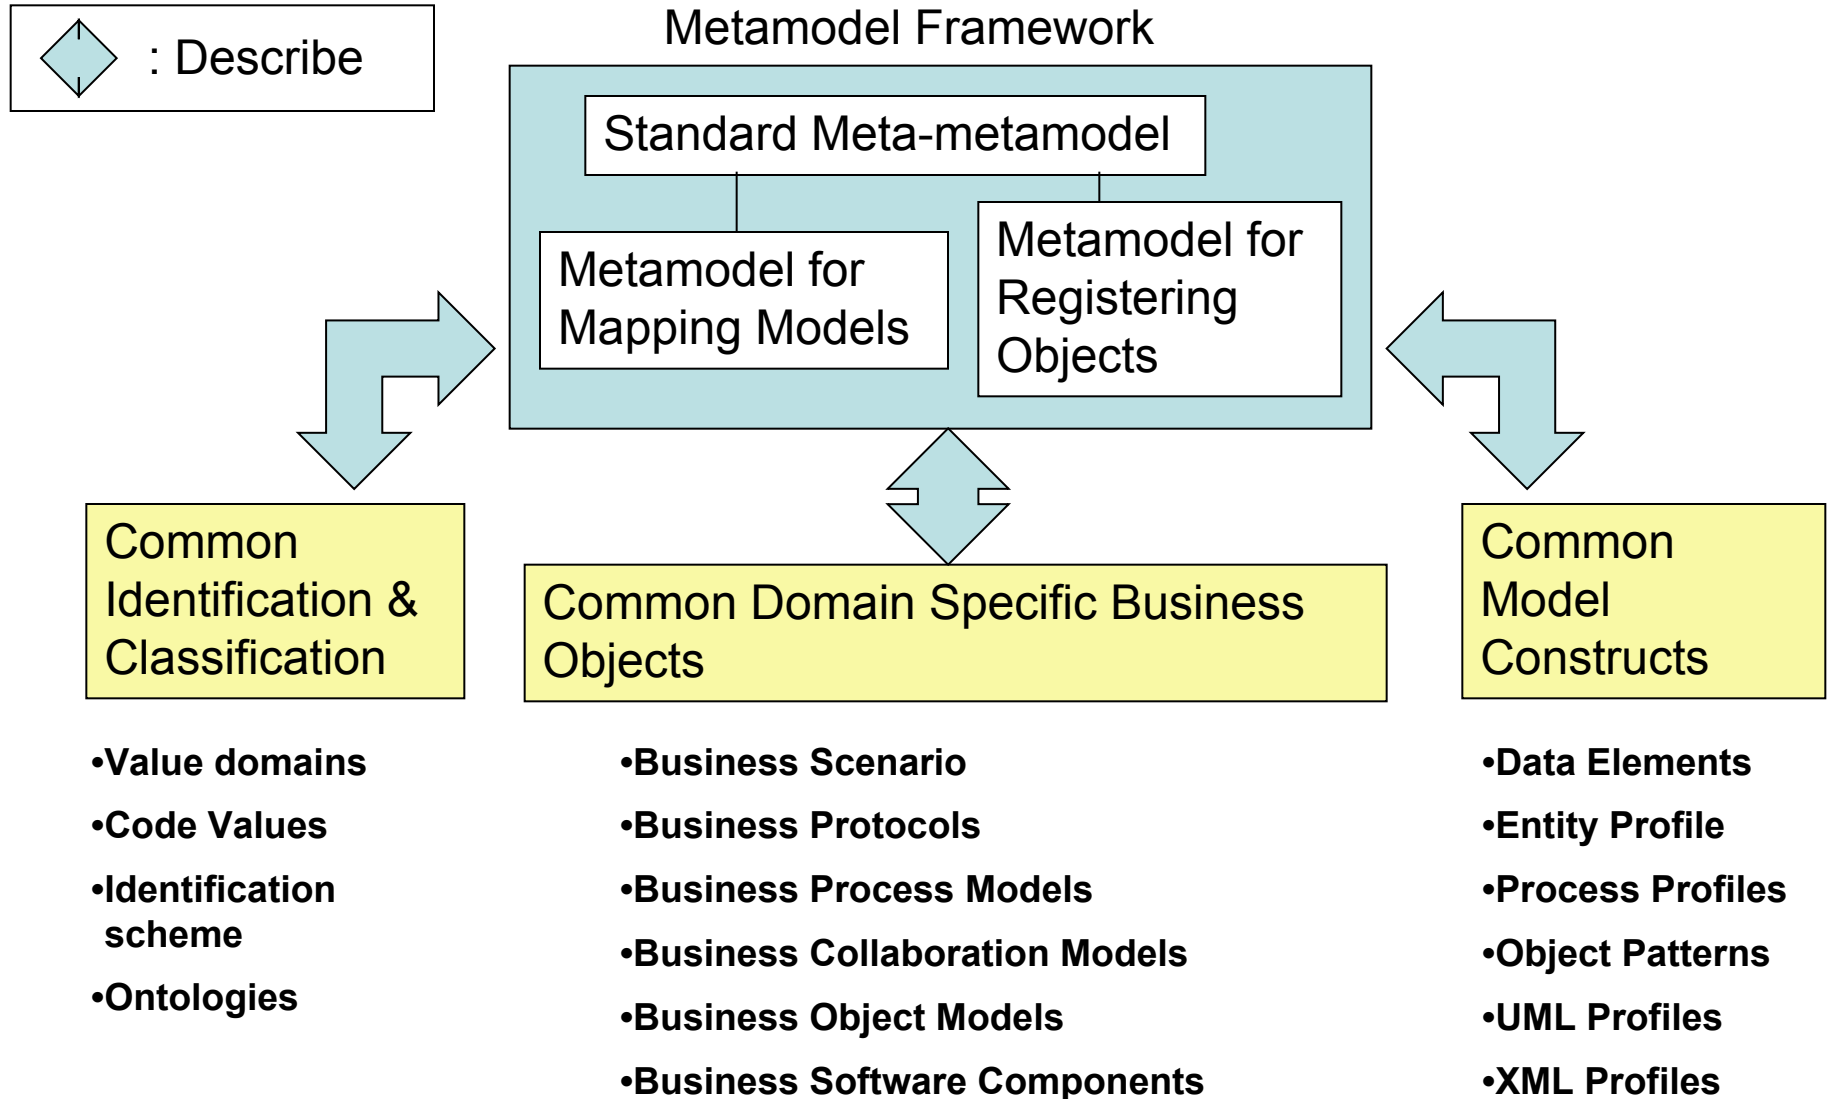 : Describe
Metamodel Framework
Standard Meta-metamodel
Metamodel for
Mapping Models
Metamodel for
Registering
Objects
Common
Identification &
Classification
Common Domain Specific Business
Objects
Common
Model
Constructs
•Value domains
•Code Values
•Identification
scheme
•Ontologies
•Business Scenario
•Business Protocols
•Business Process Models
•Business Collaboration Models
•Business Object Models
•Business Software Components
•Data Elements
•Entity Profile
•Process Profiles
•Object Patterns
•UML Profiles
•XML Profiles